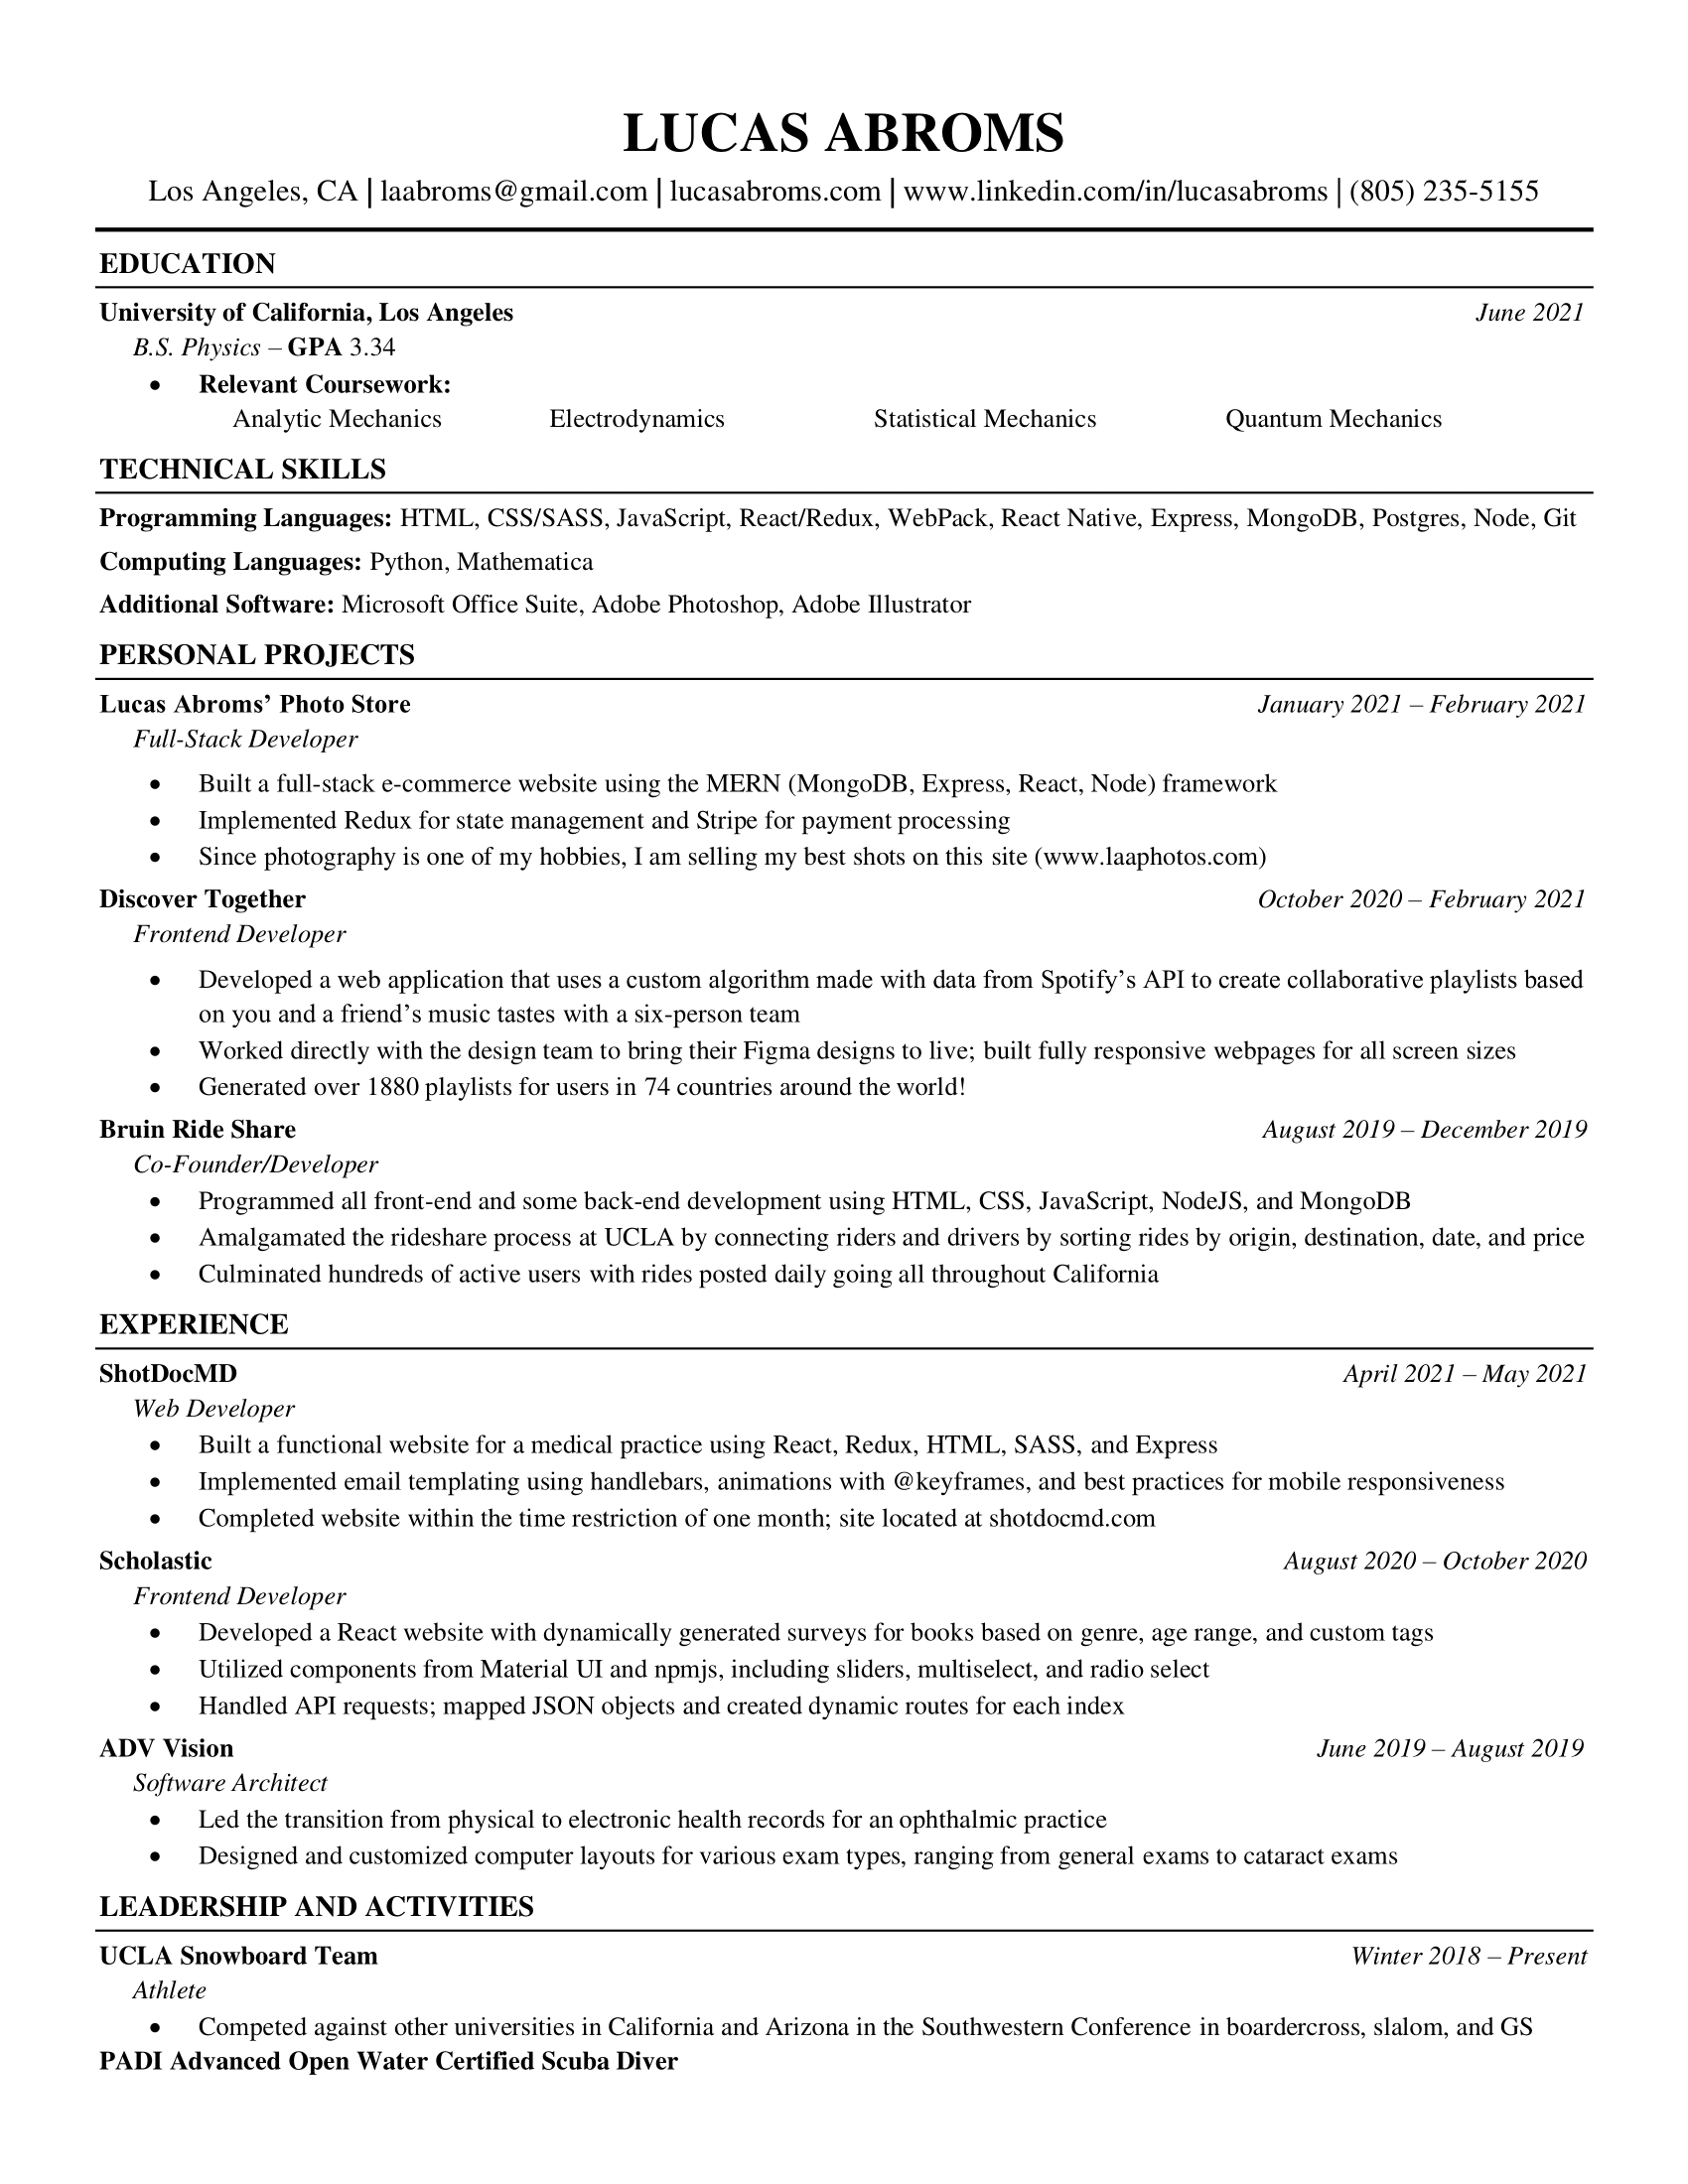 LUCAS ABROMS
Los Angeles, CA | laabroms@gmail.com | lucasabroms.com | www.linkedin.com/in/lucasabroms | (805) 235-5155
EDUCATION
University of California, Los Angeles June 2021
B.S. Physics – GPA 3.34
• Relevant Coursework:
Analytic Mechanics Electrodynamics Statistical Mechanics Quantum Mechanics
TECHNICAL SKILLS
Programming Languages: HTML, CSS/SASS, JavaScript, React/Redux, WebPack, React Native, Express, MongoDB, Postgres, Node, Git
Computing Languages: Python, Mathematica
Additional Software: Microsoft Office Suite, Adobe Photoshop, Adobe Illustrator
PERSONAL PROJECTS
Lucas Abroms’ Photo Store January 2021 – February 2021
Full-Stack Developer
• Built a full-stack e-commerce website using the MERN (MongoDB, Express, React, Node) framework
• Implemented Redux for state management and Stripe for payment processing
• Since photography is one of my hobbies, I am selling my best shots on this site (www.laaphotos.com)
Discover Together October 2020 – February 2021
Frontend Developer
• Developed a web application that uses a custom algorithm made with data from Spotify’s API to create collaborative playlists based
on you and a friend’s music tastes with a six-person team
• Worked directly with the design team to bring their Figma designs to live; built fully responsive webpages for all screen sizes
• Generated over 1880 playlists for users in 74 countries around the world!
Bruin Ride Share August 2019 – December 2019
Co-Founder/Developer
• Programmed all front-end and some back-end development using HTML, CSS, JavaScript, NodeJS, and MongoDB
• Amalgamated the rideshare process at UCLA by connecting riders and drivers by sorting rides by origin, destination, date, and price
• Culminated hundreds of active users with rides posted daily going all throughout California
EXPERIENCE
ShotDocMD April 2021 – May 2021
Web Developer
• Built a functional website for a medical practice using React, Redux, HTML, SASS, and Express
• Implemented email templating using handlebars, animations with @keyframes, and best practices for mobile responsiveness
• Completed website within the time restriction of one month; site located at shotdocmd.com
Scholastic August 2020 – October 2020
Frontend Developer
• Developed a React website with dynamically generated surveys for books based on genre, age range, and custom tags
• Utilized components from Material UI and npmjs, including sliders, multiselect, and radio select
• Handled API requests; mapped JSON objects and created dynamic routes for each index
ADV Vision June 2019 – August 2019
Software Architect
• Led the transition from physical to electronic health records for an ophthalmic practice
• Designed and customized computer layouts for various exam types, ranging from general exams to cataract exams
LEADERSHIP AND ACTIVITIES
UCLA Snowboard Team Winter 2018 – Present
Athlete
• Competed against other universities in California and Arizona in the Southwestern Conference in boardercross, slalom, and GS
PADI Advanced Open Water Certified Scuba Diver